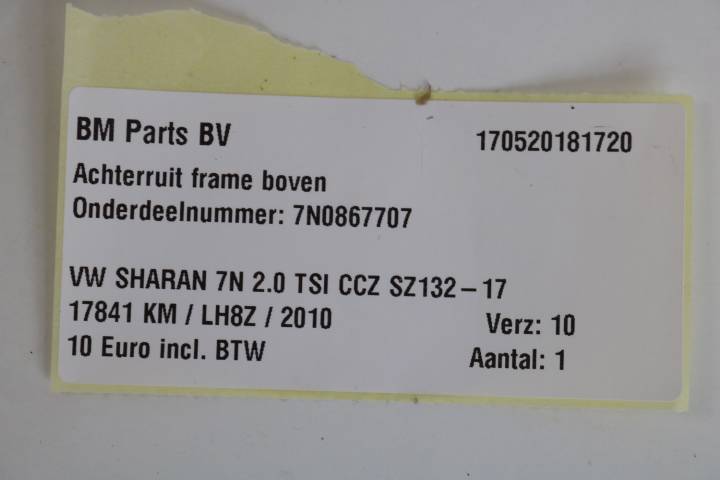 BM Parts BV 170520181720
Achterruit frame boven
Onderdeelnummer: 7N0867707
VW SHARAN 7N 2.0 TSI CCZ SZ132-17
17841 KM / LH8Z / 2010 Verz: 10
10 Euro incl. BTW Aantal: 1